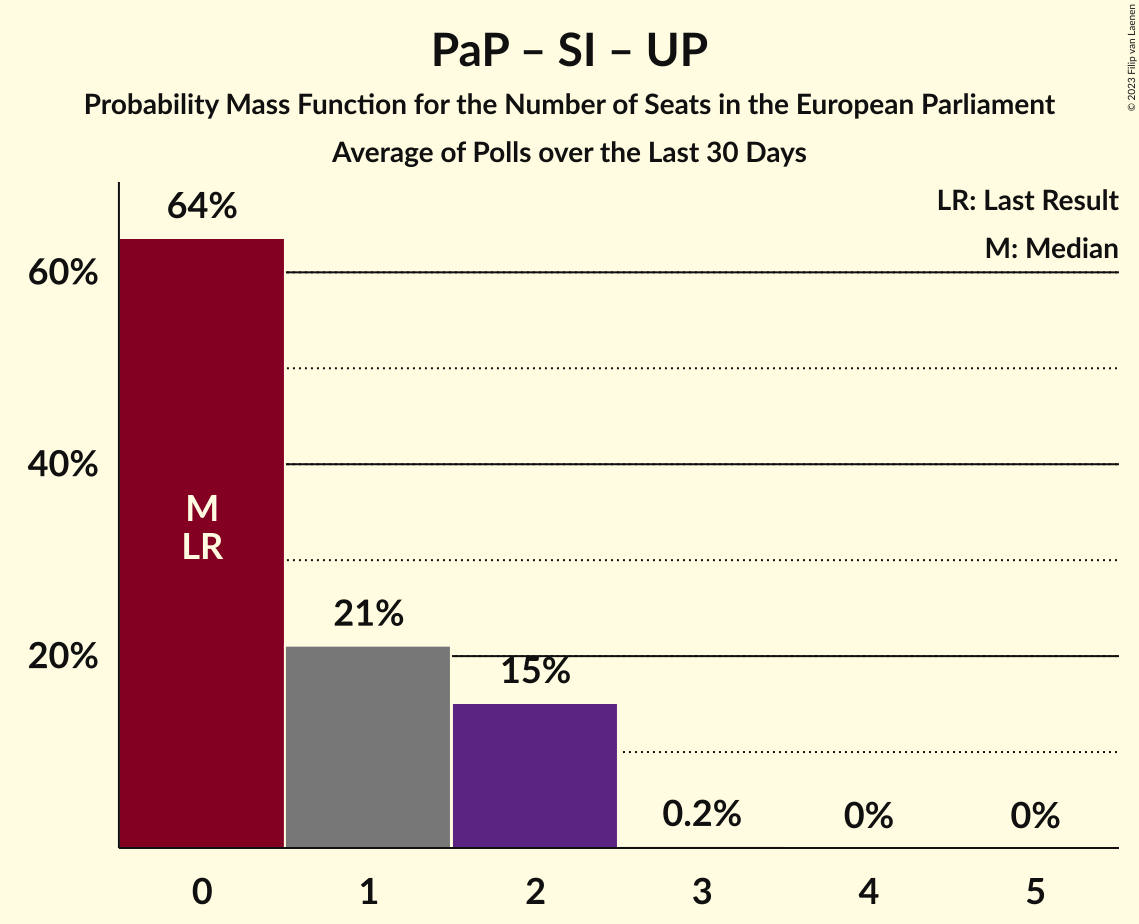 PaP – SI – UP
Probability Mass Function for the Number of Seats in the European Parliament
Average of Polls over the Last 30 Days
© 2023 Filip van Laenen
LR: Last Result
M: Median
64%
60%
40%
M
LR
21%
20%
15%
0.2%
0%
0%
0
1
2
3
4
5